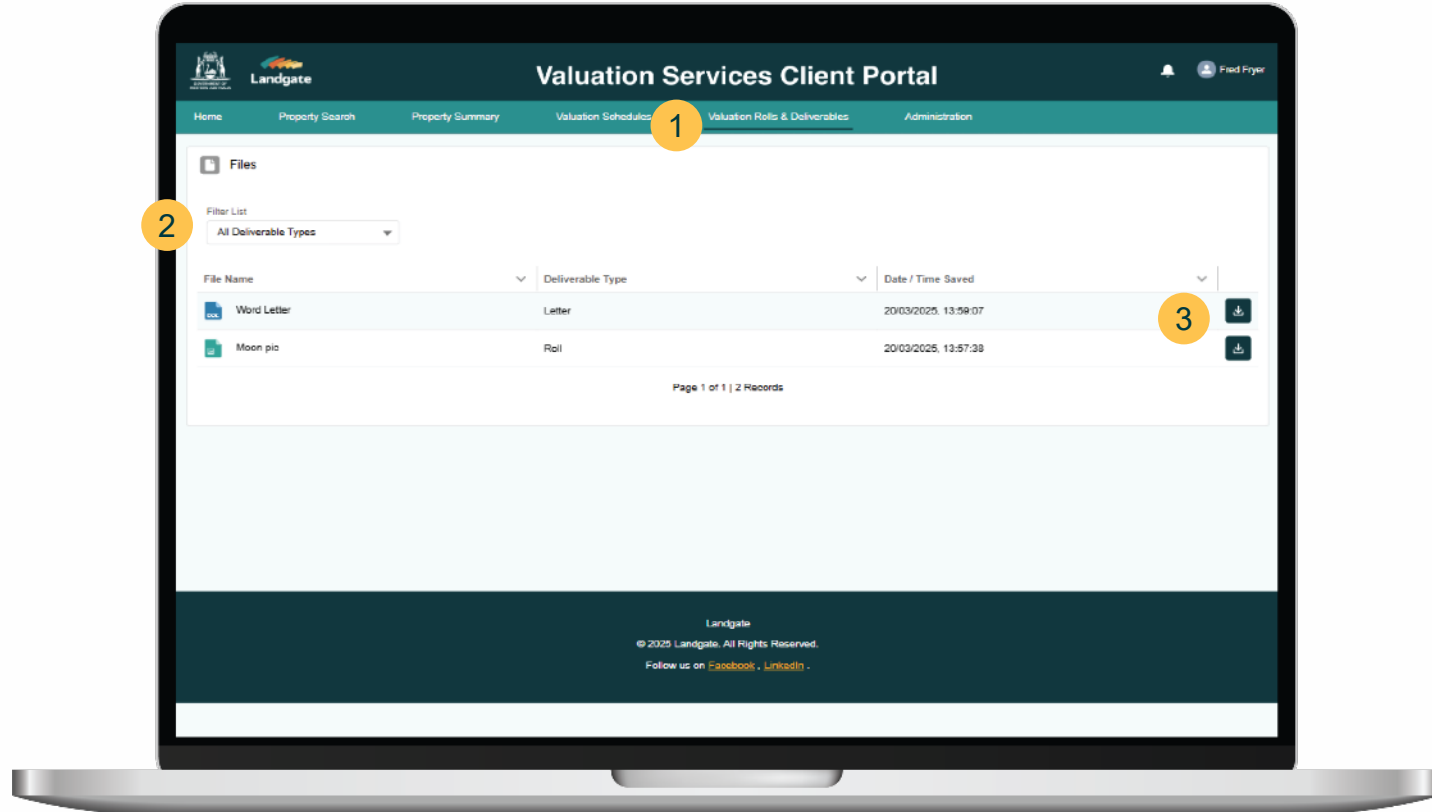 Landgate
Valuation Services Client Portal
Fred Fryer
Home Property Search Property Summary Valuation Schedules 1 Valuation Rolls & Deliverables Administration
Files
2
Filter List
All Deliverable Types
File Name Deliverable Type Date / Time Saved
Word Letter Letter 20/03/2025, 13:59:07
3
Moon pic Roll 20/03/2025, 13:57:38
Page 1 of 1 | 2 Records
Landgate
© 2025 Landgate. All Rights Reserved.
Follow us on Facebook , LinkedIn .